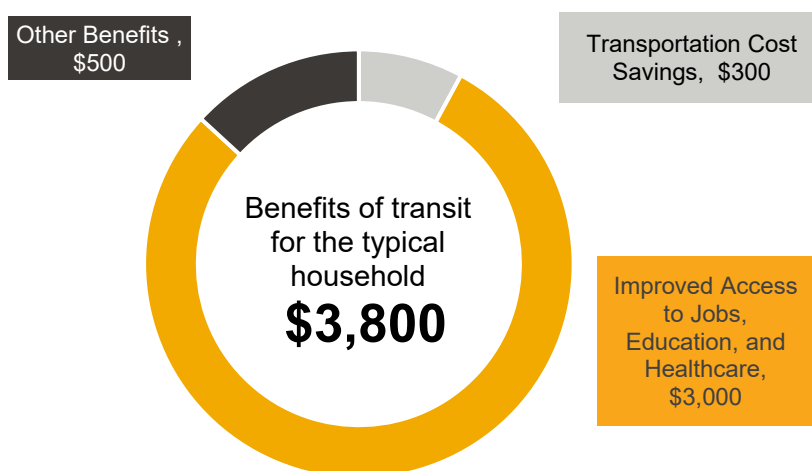 Other Benefits ,
$500
Transportation Cost
Savings,  $300
Benefits of transit
for the typical
household
$3,800
Improved Access
to Jobs,
Education, and
Healthcare,
$3,000